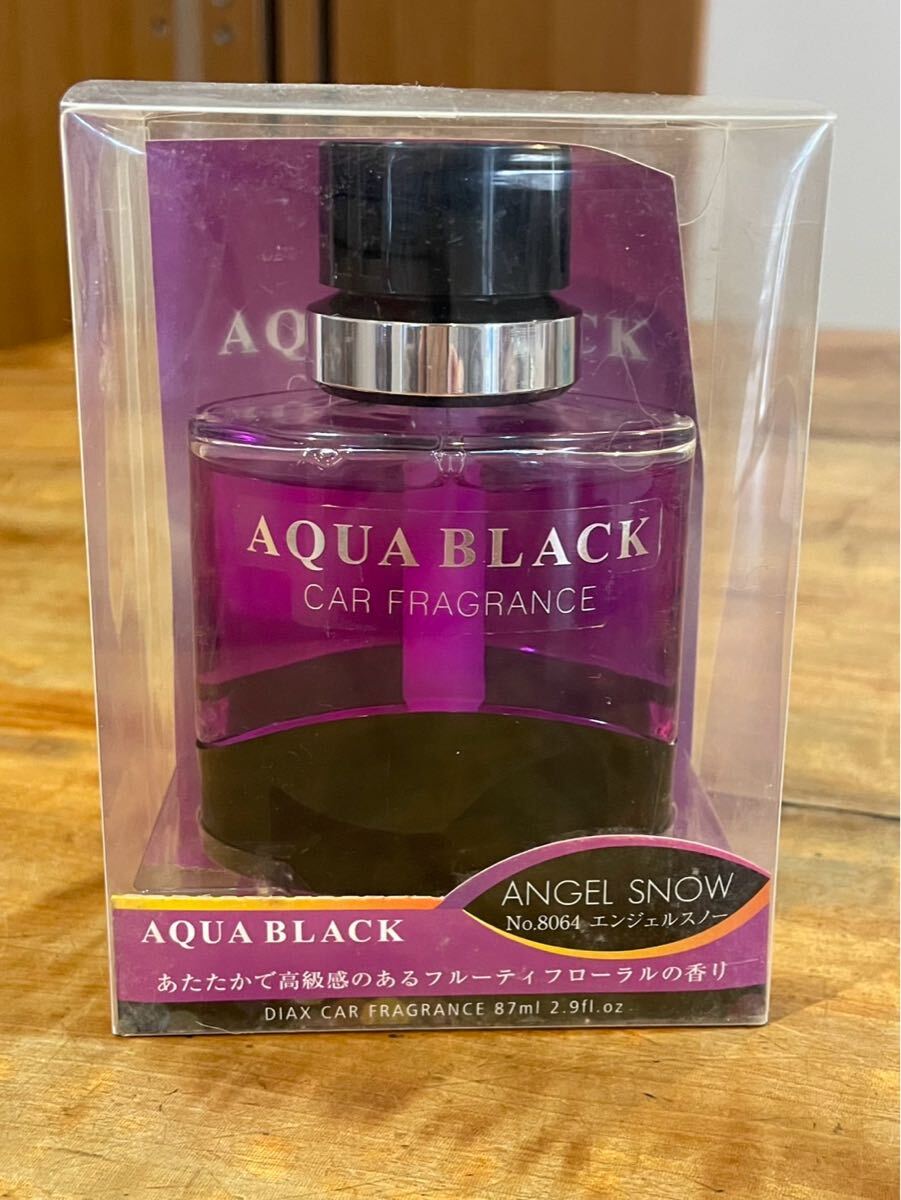 AQUA BLACK
AQUA BLACK
CAR FRAGRANCE
ANGEL SNOW
No.8064 エンジェルスノー
AQUA BLACK
あたたかで高級感のあるフルーティフローラルの香り
DIAX CAR FRAGRANCE 87ml 2.9fl.oz